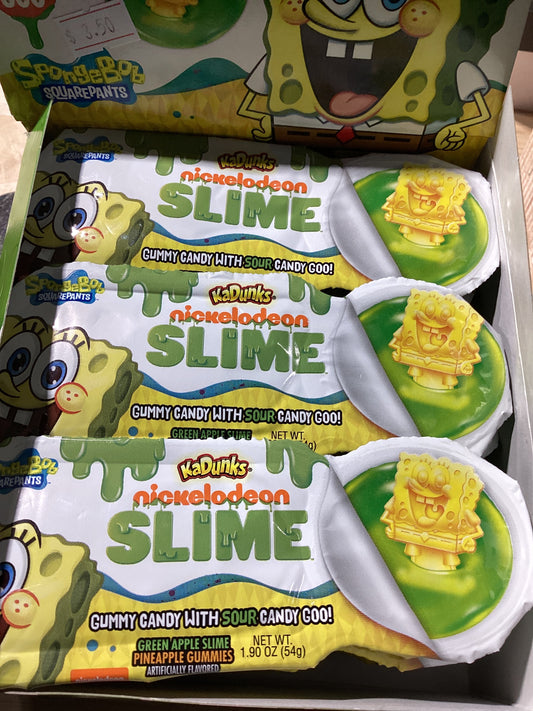 $ 3.50
SPONGEBOB
SQUAREPANTS
SPONGEBOB
SQUAREPANTS
KaDunks
nickelodeon
SLIME
GUMMY CANDY WITH SOUR CANDY GOO!
SPONGEBOB
SQUAREPANTS
KaDunks
nickelodeon
SLIME
GUMMY CANDY WITH SOUR CANDY GOO!
GREEN APPLE SLIME
NET WT.
SPONGEBOB
SQUAREPANTS
KaDunks
nickelodeon
SLIME
GUMMY CANDY WITH SOUR CANDY GOO!
GREEN APPLE SLIME
PINEAPPLE GUMMIES
ARTIFICIALLY FLAVORED
NET WT.
1.90 OZ (54g)
nickelodeon